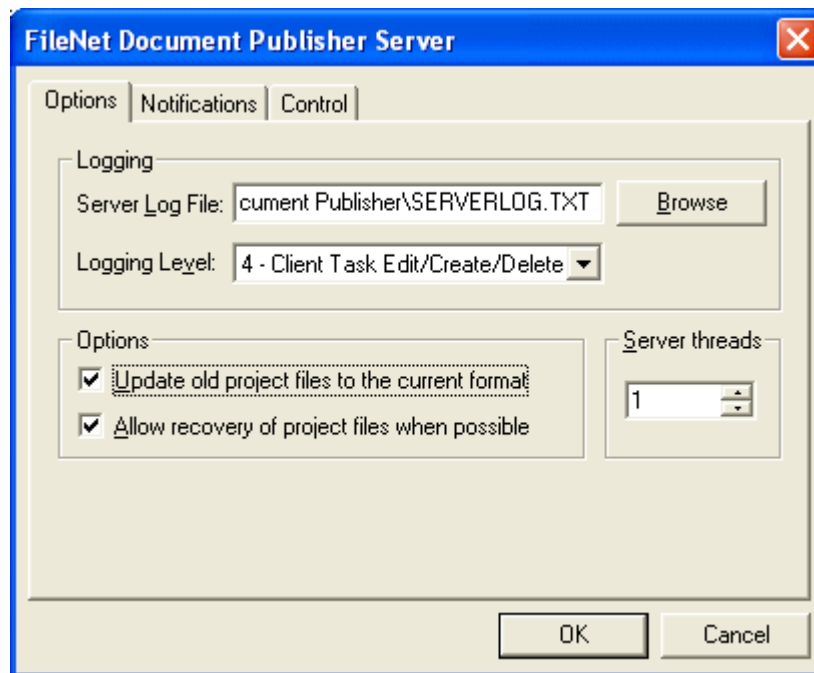 FileNet Document Publisher Server
Options Notifications Control
Logging
Server Log File: cument Publisher\SERVERLOG.TXT Browse
Logging Level: 4 - Client Task Edit/Create/Delete
Options
Server threads
Update old project files to the current format
1
Allow recovery of project files when possible
OK Cancel